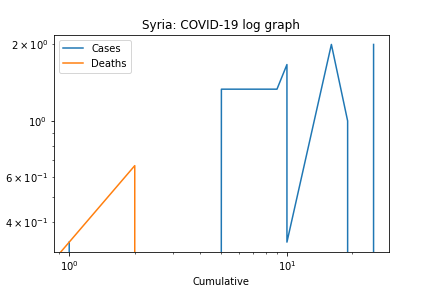 Syria: COVID-19 log graph
Cases
Deaths
2 × 10⁰
10⁰
6 × 10⁻¹
4 × 10⁻¹
10⁰
10¹
Cumulative